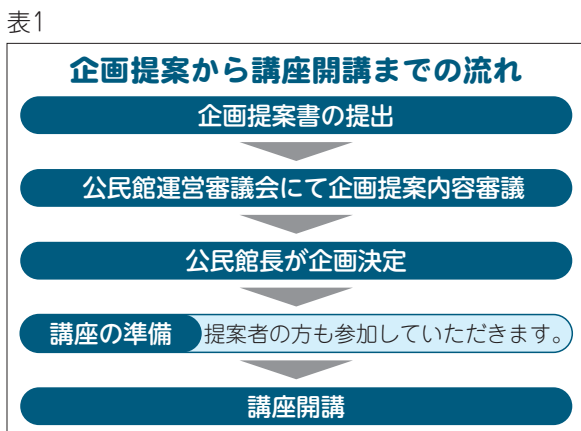 表1
企画提案から講座開講までの流れ
企画提案書の提出
公民館運営審議会にて企画提案内容審議
公民館長が企画決定
講座の準備 提案者の方も参加していただきます。
講座開講